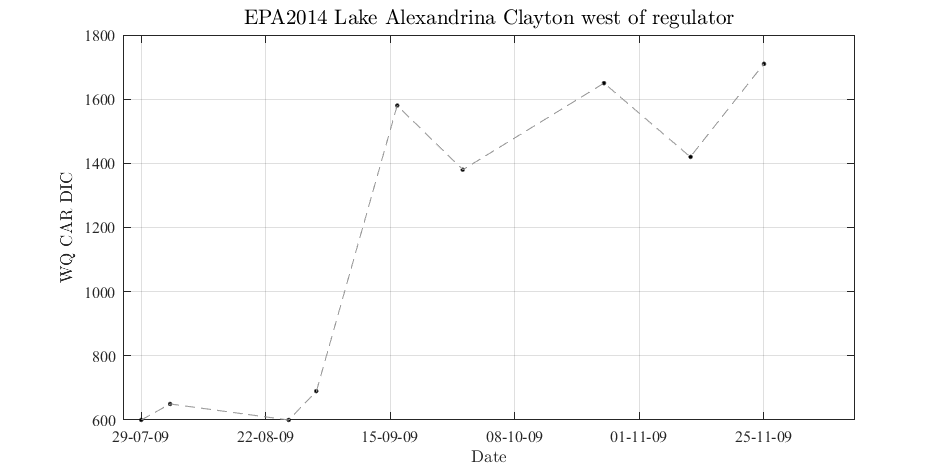 EPA2014 Lake Alexandrina Clayton west of regulator
1800
1600
1400
1200
1000
800
600
WQ CAR DIC
29-07-09 22-08-09 15-09-09 08-10-09 01-11-09 25-11-09
Date